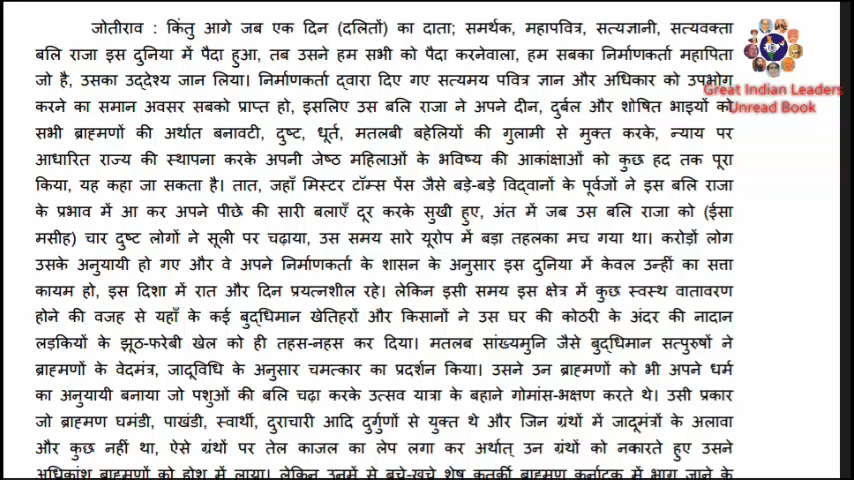 जोतीराव : किंतु आगे जब एक दिन (दलितों) का दाता; समर्थक, महापवित्र, सत्यज्ञानी, सत्यवक्ता
बलि राजा इस दुनिया में पैदा हुआ, तब उसने हम सभी को पैदा करनेवाला, हम सबका निर्माणकर्ता महापिता
जो है, उसका उद्देश्य जान लिया। निर्माणकर्ता द्वारा दिए गए सत्यमय पवित्र ज्ञान और अधिकार को उपभोग
करने का समान अवसर सबको प्राप्त हो, इसलिए उस बलि राजा ने अपने दीन, दुर्बल और शोषित भाइयों को
सभी ब्राह्मणों की अर्थात बनावटी, दुष्ट, धूर्त, मतलबी बहेलियों की गुलामी से मुक्त करके, न्याय पर
आधारित राज्य की स्थापना करके अपनी जेष्ठ महिलाओं के भविष्य की आकांक्षाओं को कुछ हद तक पूरा
किया, यह कहा जा सकता है। तात, जहाँ मिस्टर टॉम्स पेंस जैसे बड़े-बड़े विद्वानों के पूर्वजों ने इस बलि राजा
के प्रभाव में आ कर अपने पीछे की सारी बलाएँ दूर करके सुखी हुए, अंत में जब उस बलि राजा को (ईसा
मसीह) चार दुष्ट लोगों ने सूली पर चढ़ाया, उस समय सारे यूरोप में बड़ा तहलका मच गया था। करोड़ों लोग
उसके अनुयायी हो गए और वे अपने निर्माणकर्ता के शासन के अनुसार इस दुनिया में केवल उन्हीं का सत्ता
कायम हो, इस दिशा में रात और दिन प्रयत्नशील रहे। लेकिन इसी समय इस क्षेत्र में कुछ स्वस्थ वातावरण
होने की वजह से यहाँ के कई बुद्धिमान खेतिहरों और किसानों ने उस घर की कोठरी के अंदर की नादान
लड़कियों के झूठ-फरेबी खेल को ही तहस-नहस कर दिया। मतलब सांख्यमुनि जैसे बुद्धिमान सत्पुरुषों ने
ब्राह्मणों के वेदमंत्र, जादूविधि के अनुसार चमत्कार का प्रदर्शन किया। उसने उन ब्राह्मणों को भी अपने धर्म
का अनुयायी बनाया जो पशुओं की बलि चढ़ा करके उत्सव यात्रा के बहाने गोमांस-भक्षण करते थे। उसी प्रकार
जो ब्राह्मण घमंडी, पाखंडी, स्वार्थी, दुराचारी आदि दुर्गुणों से युक्त थे और जिन ग्रंथों में जादूमंत्रों के अलावा
और कुछ नहीं था, ऐसे ग्रंथों पर तेल काजल का लेप लगा कर अर्थात् उन ग्रंथों को नकारते हुए उसने
अधिकांश ब्राह्मणों को होश में लाया। लेकिन उनमें से बचे-खुचे शेष कुतर्की ब्राह्मण कर्नाटक में भाग जाने के
Great Indian Leaders
Unread Book